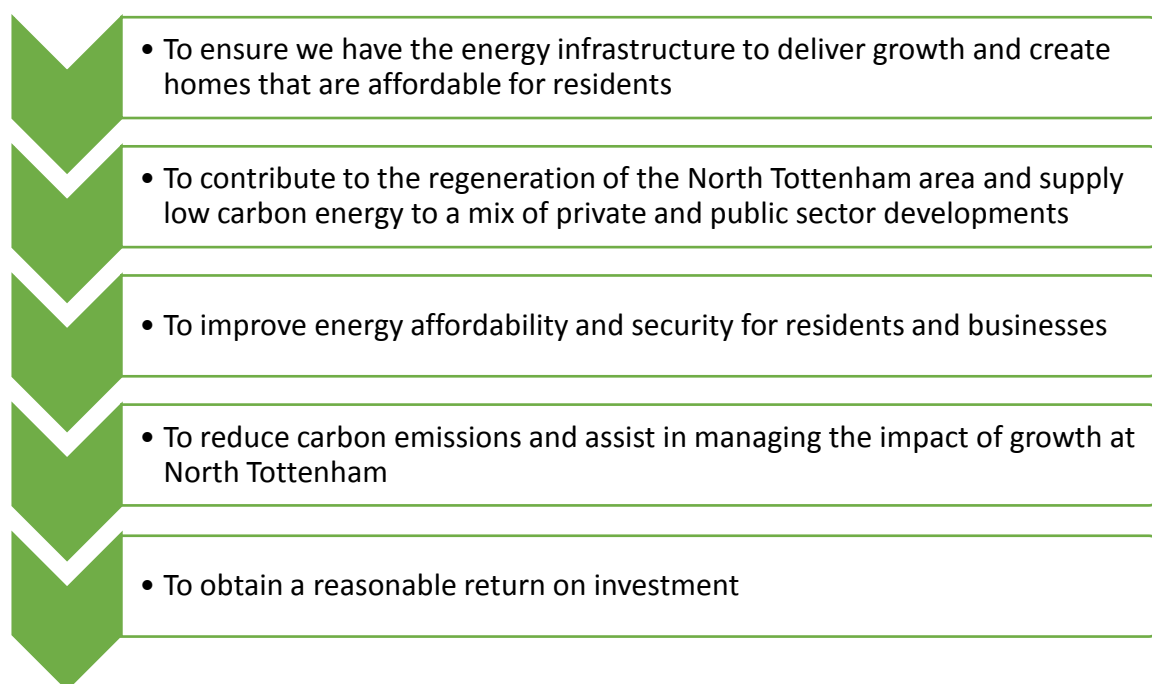 • To ensure we have the energy infrastructure to deliver growth and create
homes that are affordable for residents
• To contribute to the regeneration of the North Tottenham area and supply
low carbon energy to a mix of private and public sector developments
• To improve energy affordability and security for residents and businesses
• To reduce carbon emissions and assist in managing the impact of growth at
North Tottenham
• To obtain a reasonable return on investment